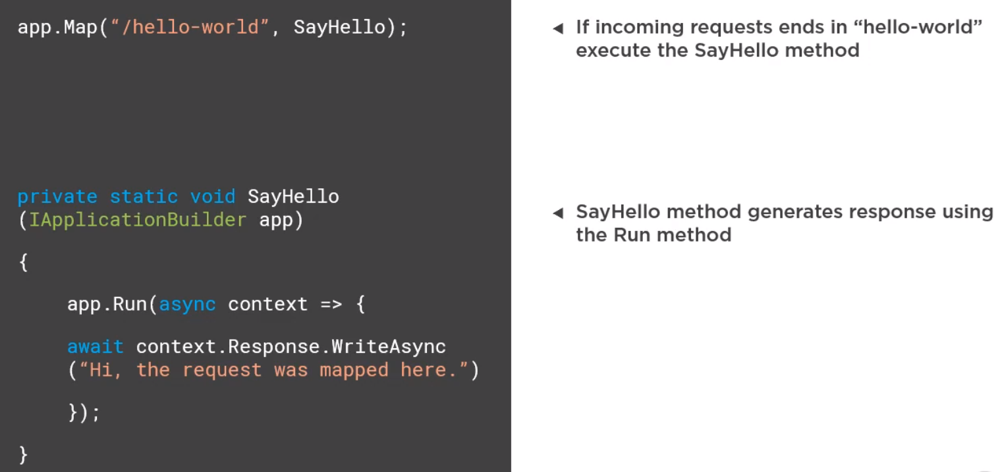 app.Map(“/hello-world”, SayHello);
◄ If incoming requests ends in “hello-world”
execute the SayHello method
private static void SayHello
(IApplicationBuilder app)
◄ SayHello method generates response using
the Run method
{
app.Run(async context => {
await context.Response.WriteAsync
(“Hi, the request was mapped here.”)
});
}